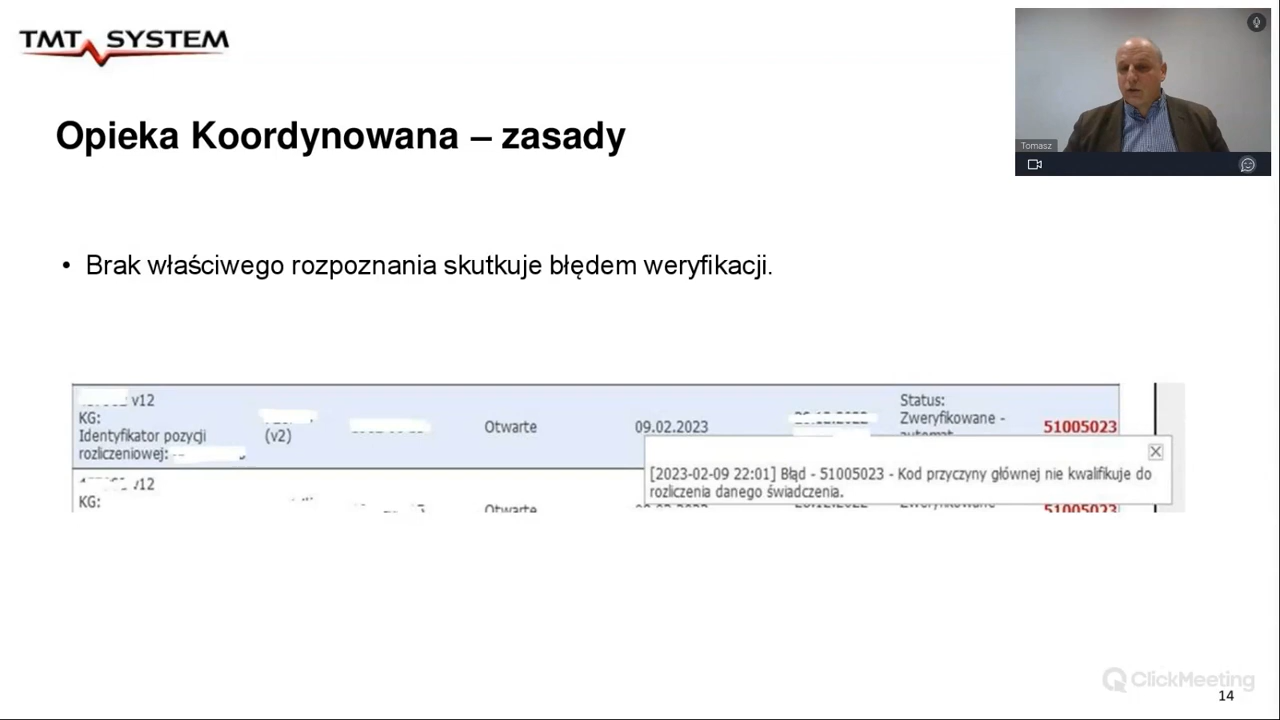 TMT SYSTEM
Tomasz
Opieka Koordynowana – zasady
• Brak właściwego rozpoznania skutkuje błędem weryfikacji.
v12
KG:
Identyfikator pozycji
rozliczeniowej:
(v2)
Otwarte
09.02.2023
Status:
Zweryfikowane -
51005023
[2023-02-09 22:01] Błąd - 51005023 - Kod przyczyny głównej nie kwalifikuje do
rozliczenia danego świadczenia.
v12
KG:
Otwarte
51005023
ClickMeeting
14